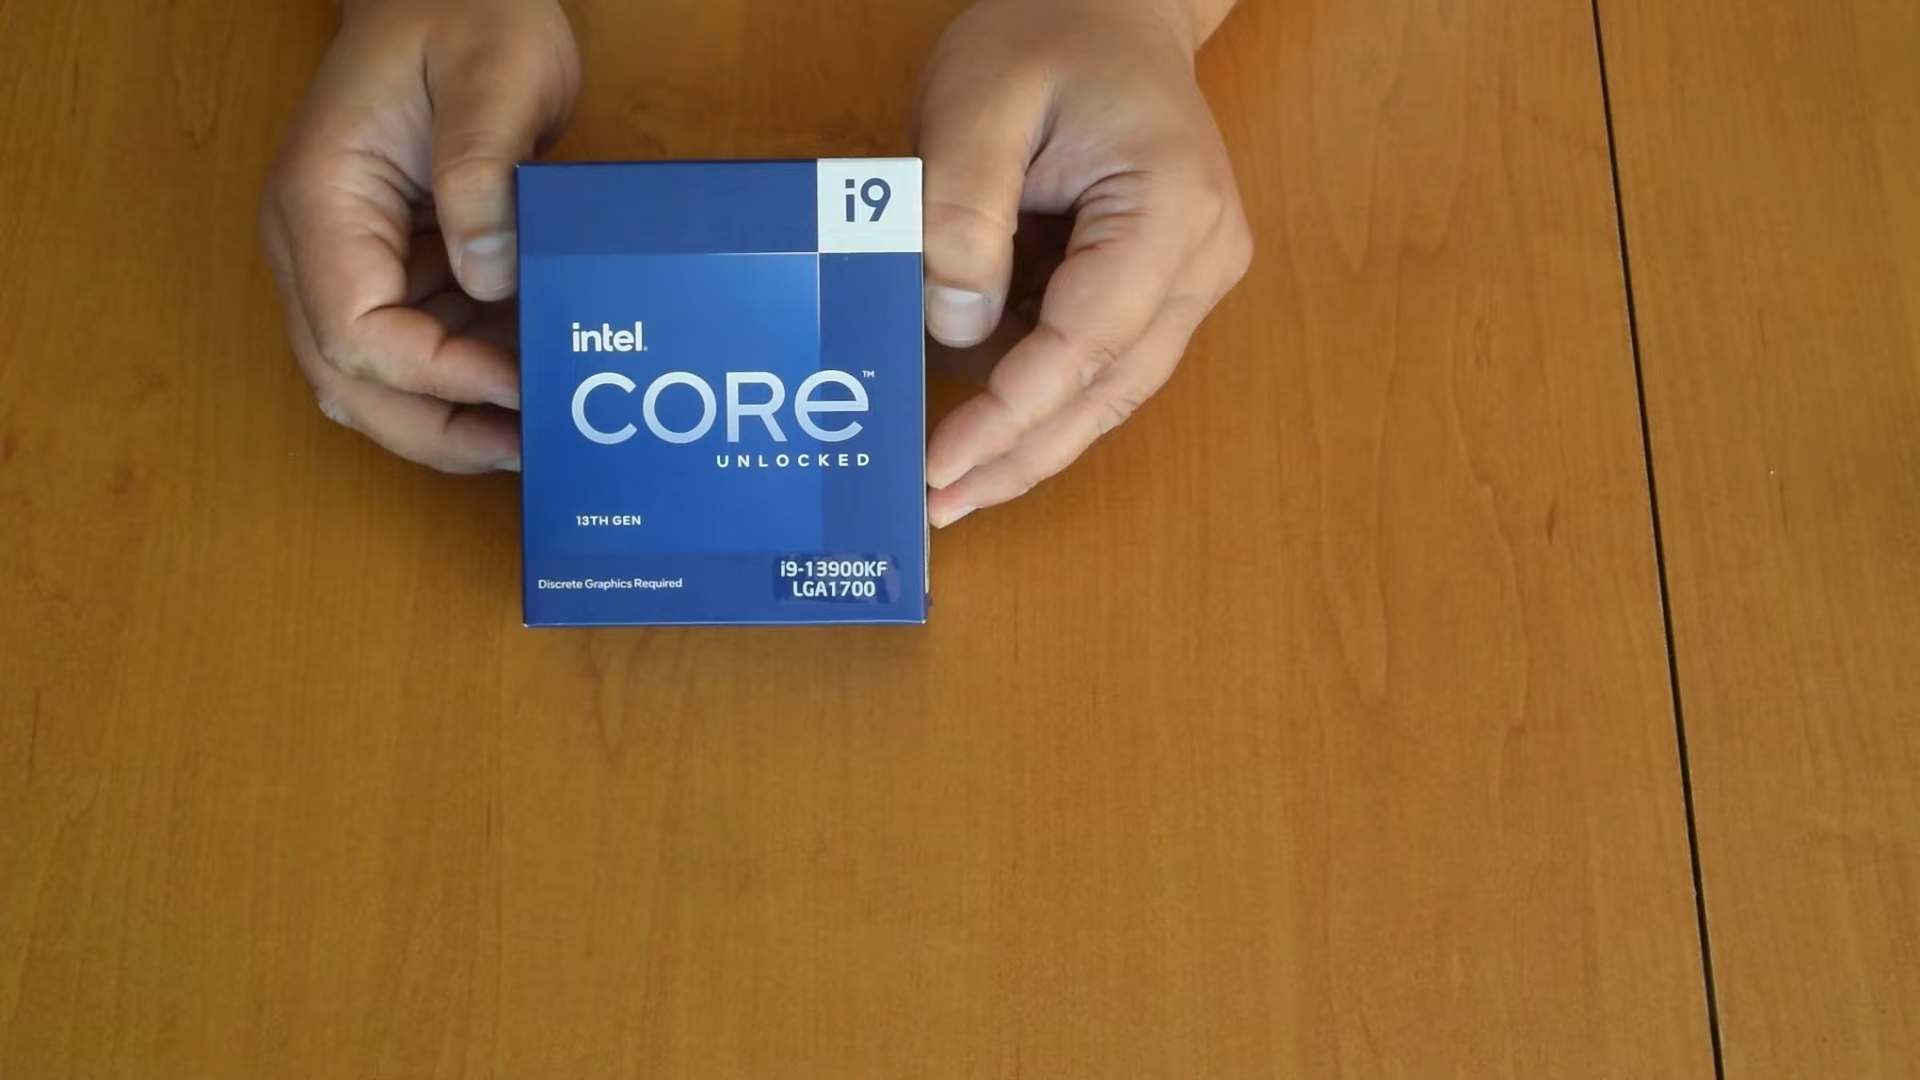 i9
intel.
CORe™
UNLOCKED
13TH GEN
Discrete Graphics Required
i9-13900KF
LGA1700